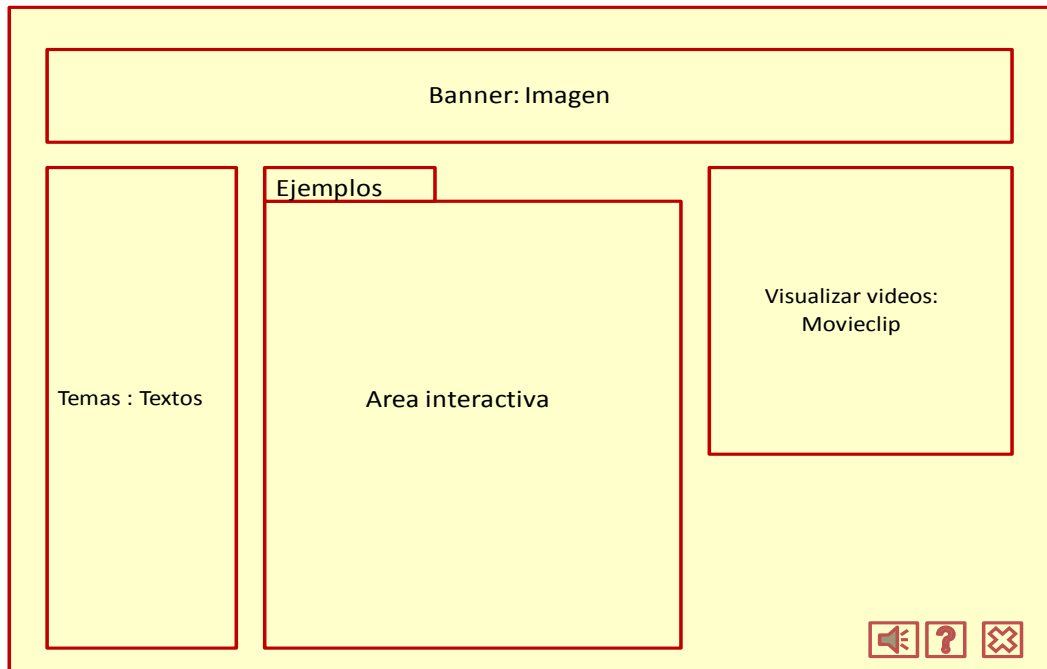 Banner: Imagen
Ejemplos
Visualizar videos:
Movieclip
Temas : Textos
Area interactiva
?